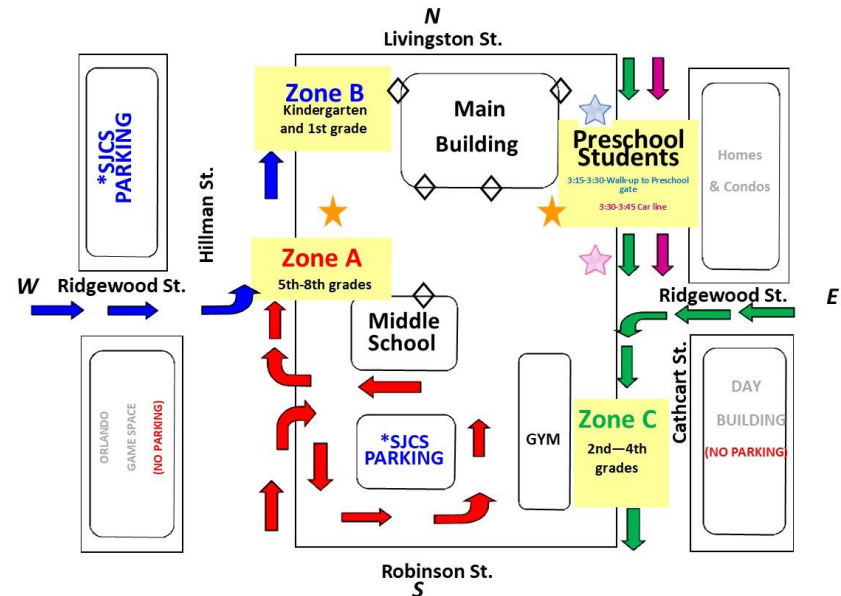 N
Livingston St.
Zone B
Kindergarten
and 1st grade
Main
Building
Preschool
Students
3:15-3:30-Walk-up to Preschool
gate
3:30-3:45 Car line
Homes
& Condos
*SJCS
PARKING
Hillman St.
W
Ridgewood St.
Zone A
5th-8th grades
Middle
School
Ridgewood St.
E
Cathcart St.
ORLANDO
GAME SPACE
(NO PARKING)
*SJCS
PARKING
GYM
Zone C
2nd—4th
grades
DAY
BUILDING
(NO PARKING)
Robinson St.
S